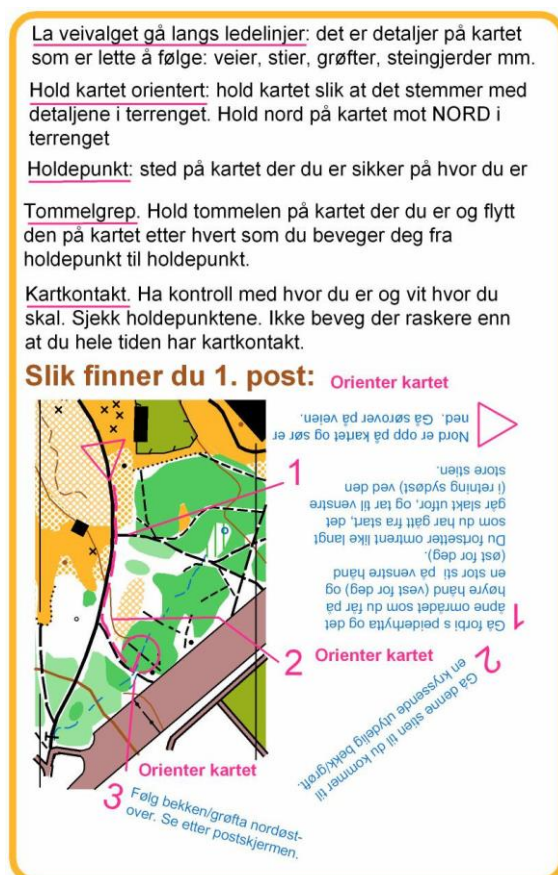 La veivalget gå langs ledelinjer: det er detaljer på kartet
som er lette å følge: veier, stier, grøfter, steingjerder mm.
Hold kartet orientert: hold kartet slik at det stemmer med
detaljene i terrenget. Hold nord på kartet mot NORD i
terrenget
Holdepunkt: sted på kartet der du er sikker på hvor du er
Tommelgrep. Hold tommelen på kartet der du er og flytt
den på kartet etter hvert som du beveger deg fra
holdepunkt til holdepunkt.
Kartkontakt. Ha kontroll med hvor du er og vit hvor du
skal. Sjekk holdepunktene. Ikke beveg der raskere enn
at du hele tiden har kartkontakt.
Slik finner du 1. post:
Orienter kartet
Nord er opp på kartet og sør er
ned. Gå sørover på veien.
1
1
Gå forbi s peiderhytta og det
åpne området som du får på
høyre hånd (vest for deg) og
en stor sti på venstre hånd
(øst for deg).
Du fortsetter omtrent like langt
som du har gått fra start, det
går slakt utfor, og tar til venstre
(i retning sydøst) ved den
store stien.
2
Orienter kartet
2
Gå denne stien til du kommer til
en kryssende utydelig bekk/grøft.
Orienter kartet
3
Følg bekken/grøfta nordøst-
over. Se etter postskjermen.